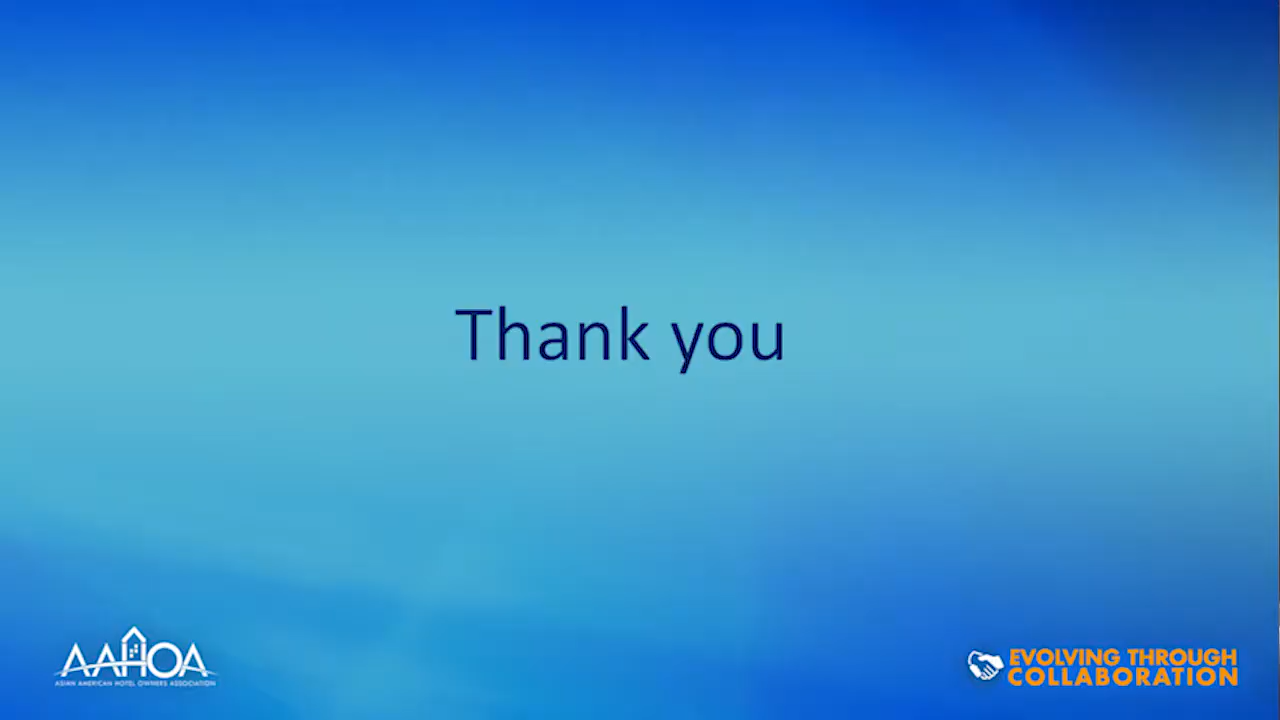 Thank you
AAHOA
ASIAN AMERICAN HOTEL OWNERS ASSOCIATION
EVOLVING THROUGH
COLLABORATION